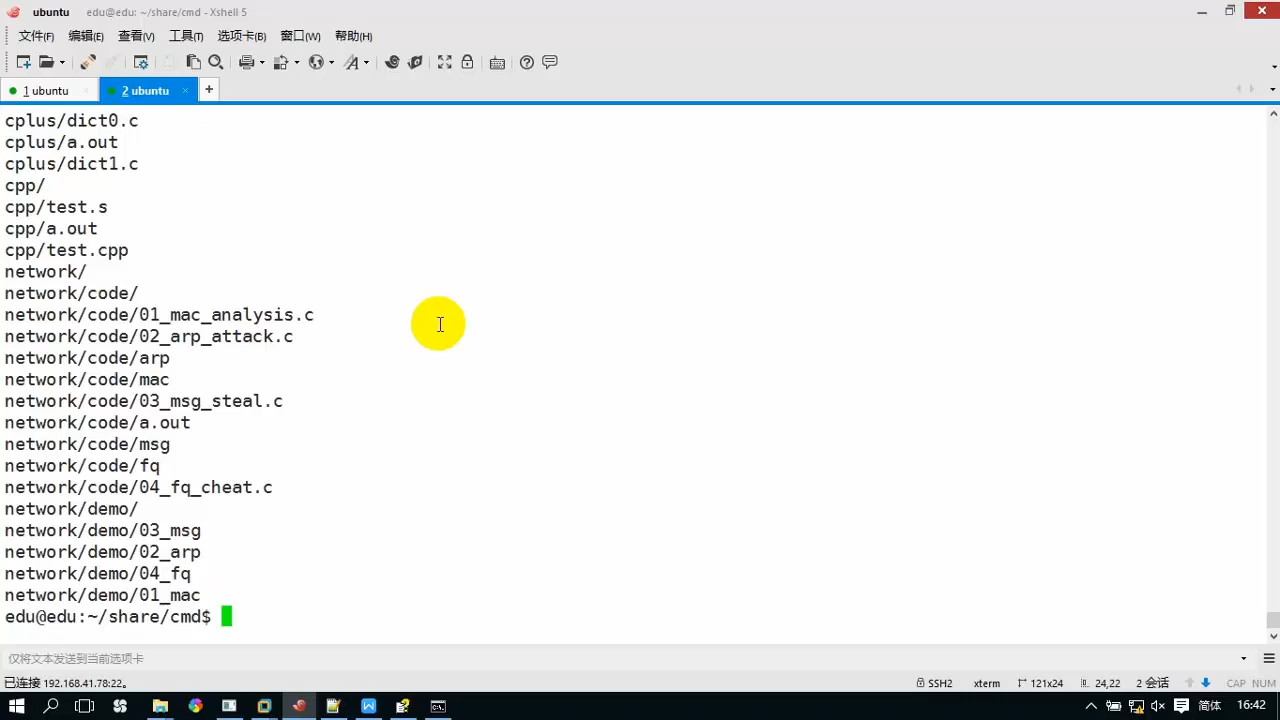 ubuntu edu@edu: ~/share/cmd - Xshell 5
文件(F) 编辑(E) 查看(V) 工具(T) 选项卡(B) 窗口(W) 帮助(H)
1 ubuntu × 2 ubuntu × +
cplus/dict0.c
cplus/a.out
cplus/dict1.c
cpp/
cpp/test.s
cpp/a.out
cpp/test.cpp
network/
network/code/
network/code/01_mac_analysis.c
network/code/02_arp_attack.c
network/code/arp
network/code/mac
network/code/03_msg_steal.c
network/code/a.out
network/code/msg
network/code/fq
network/code/04_fq_cheat.c
network/demo/
network/demo/03_msg
network/demo/02_arp
network/demo/04_fq
network/demo/01_mac
edu@edu:~/share/cmd$
仅将文本发送到当前选项卡
已连接 192.168.41.78:22。 SSH2 xterm 121x24 24,22 2 会话 CAP NUM
简体 16:42